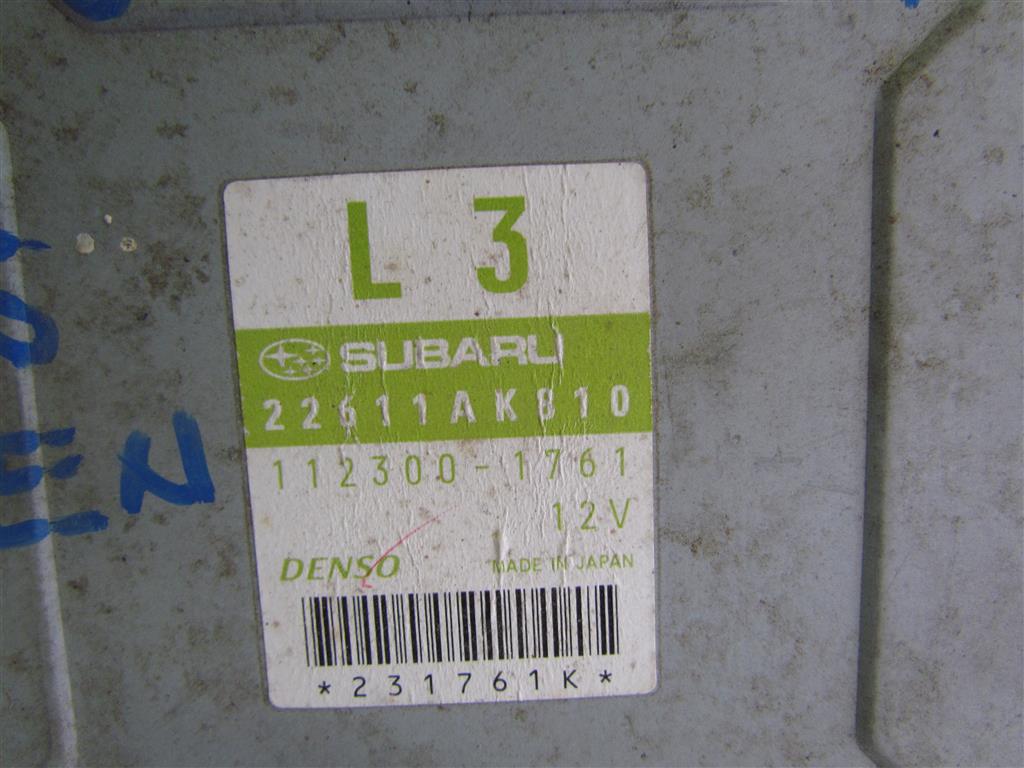 L 3
SUBARU
22611AK810
112300-1761
12V
DENSO MADE IN JAPAN
*231761K*